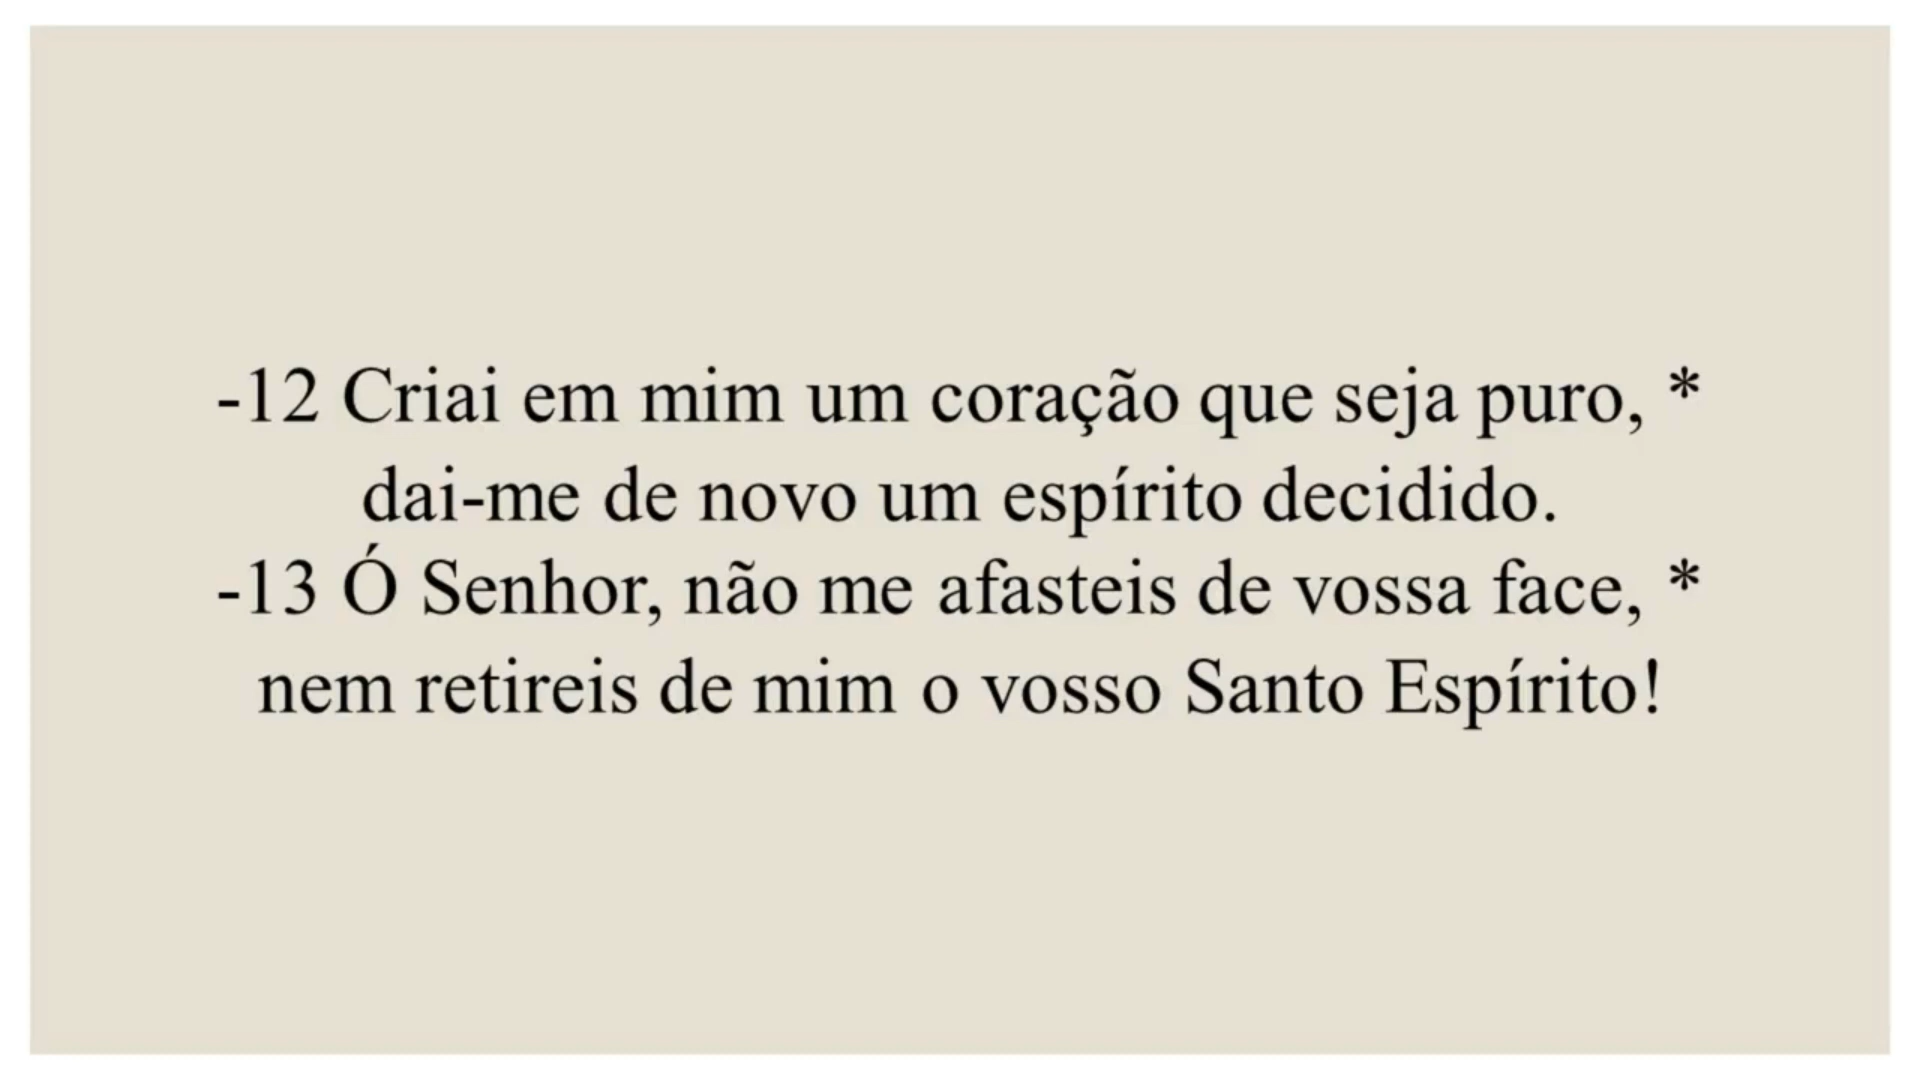 -12 Criai em mim um coração que seja puro, *
dai-me de novo um espírito decidido.
-13 Ó Senhor, não me afasteis de vossa face, *
nem retireis de mim o vosso Santo Espírito!